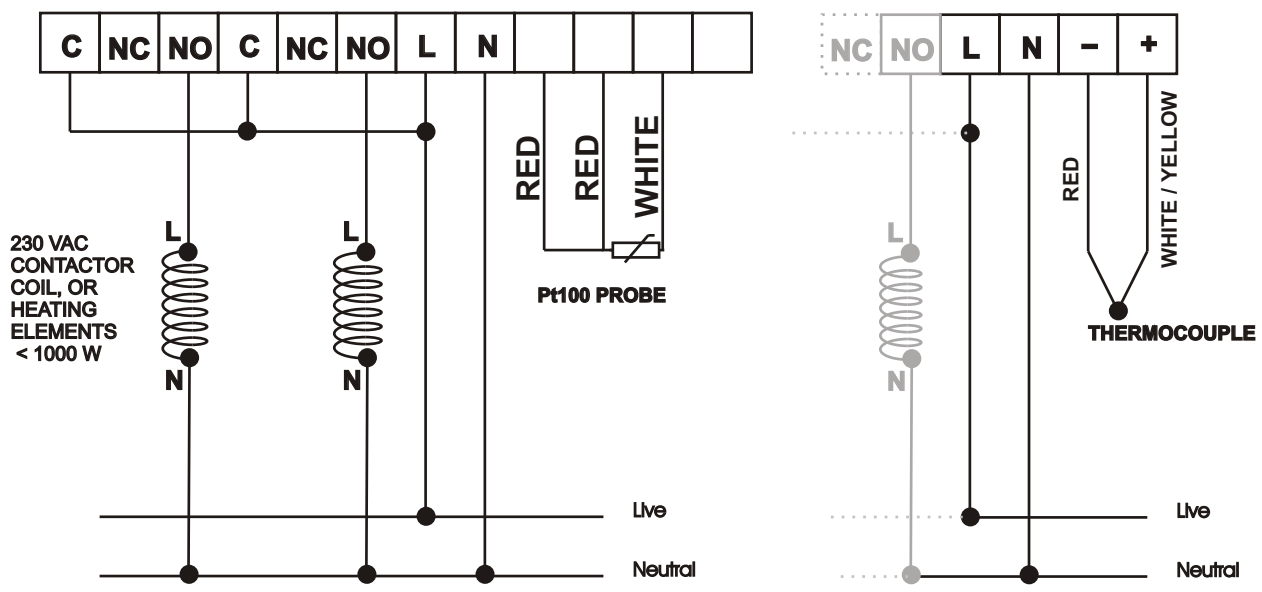 C NC NO C NC NO L N
NC NO L N – +
RED
RED
WHITE
RED
WHITE / YELLOW
L
L
L
230 VAC
CONTACTOR
COIL, OR
HEATING
ELEMENTS
< 1000 W
Pt100 PROBE
THERMOCOUPLE
N
N
N
Live
Live
Neutral
Neutral